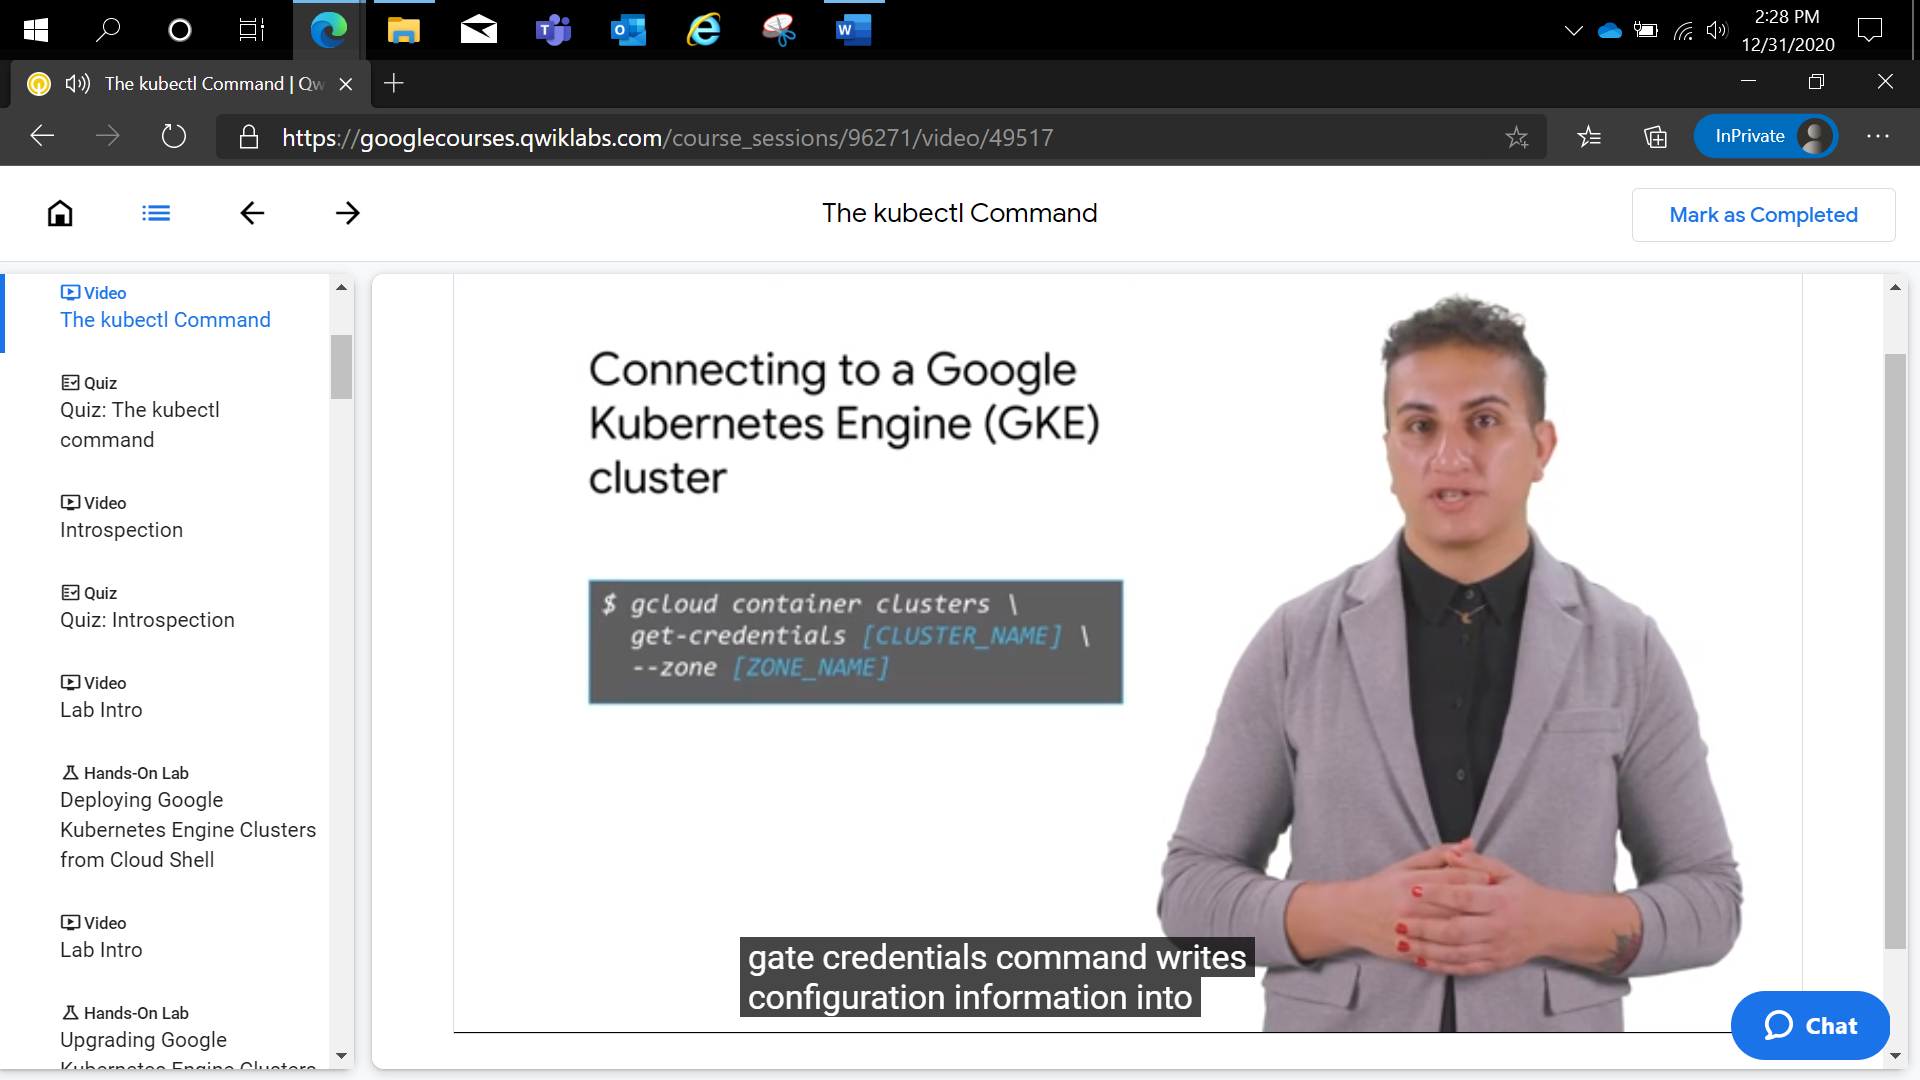 2:28 PM
12/31/2020
The kubectl Command | Qw
https://googlecourses.qwiklabs.com/course_sessions/96271/video/49517
InPrivate
The kubectl Command
Mark as Completed
Video
The kubectl Command
Quiz
Quiz: The kubectl
command
Video
Introspection
Quiz
Quiz: Introspection
Video
Lab Intro
Hands-On Lab
Deploying Google
Kubernetes Engine Clusters
from Cloud Shell
Video
Lab Intro
Hands-On Lab
Upgrading Google
Kubernetes Engine Clusters
Connecting to a Google
Kubernetes Engine (GKE)
cluster
$ gcloud container clusters \
get-credentials [CLUSTER_NAME] \
--zone [ZONE_NAME]
gate credentials command writes
configuration information into
Chat